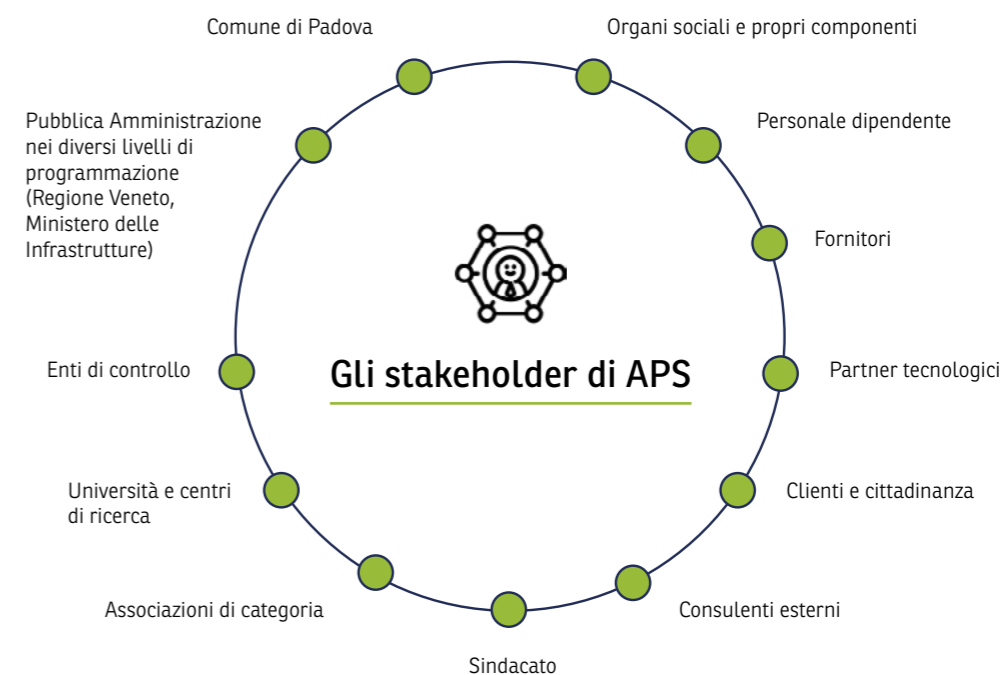 Comune di Padova
Organi sociali e propri componenti
Pubblica Amministrazione
nei diversi livelli di
programmazione
(Regione Veneto,
Ministero delle
Infrastrutture)
Personale dipendente
Fornitori
Gli stakeholder di APS
Enti di controllo
Partner tecnologici
Università e centri
di ricerca
Clienti e cittadinanza
Associazioni di categoria
Consulenti esterni
Sindacato